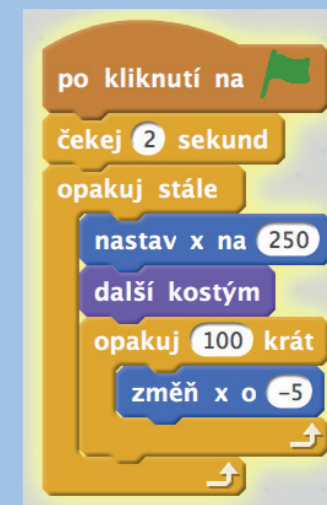 po kliknutí na
čekej 2 sekund
opakuj stále
nastav x na 250
další kostým
opakuj 100 krát
změň x o -5